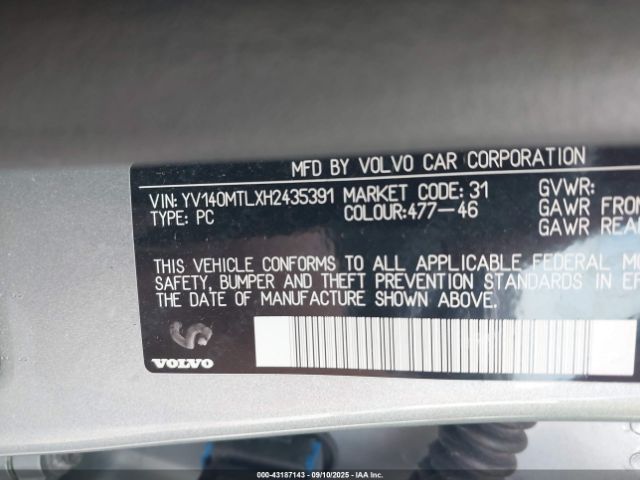 MFD BY VOLVO CAR CORPORATION
VIN: YV140MTLXH2435391 MARKET CODE: 31 GVWR:
TYPE: PC COLOUR:477-46 GAWR FRON
GAWR REAR
THIS VEHICLE CONFORMS TO ALL APPLICABLE FEDERAL MO
SAFETY, BUMPER AND THEFT PREVENTION STANDARDS IN EF
THE DATE OF MANUFACTURE SHOWN ABOVE.
VOLVO
000-43187143 - 09/10/2025 - IAA Inc.